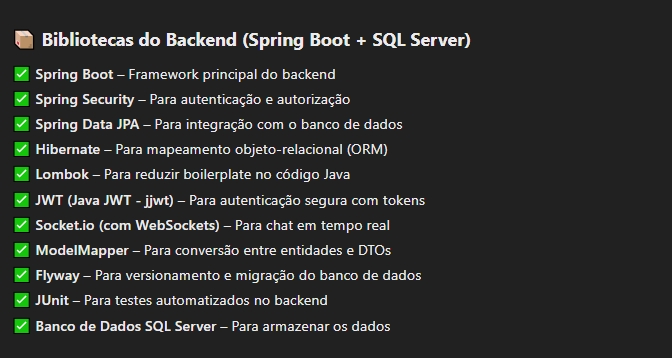 📦 Bibliotecas do Backend (Spring Boot + SQL Server)
✅ Spring Boot – Framework principal do backend
✅ Spring Security – Para autenticação e autorização
✅ Spring Data JPA – Para integração com o banco de dados
✅ Hibernate – Para mapeamento objeto-relacional (ORM)
✅ Lombok – Para reduzir boilerplate no código Java
✅ JWT (Java JWT - jjwt) – Para autenticação segura com tokens
✅ Socket.io (com WebSockets) – Para chat em tempo real
✅ ModelMapper – Para conversão entre entidades e DTOs
✅ Flyway – Para versionamento e migração do banco de dados
✅ JUnit – Para testes automatizados no backend
✅ Banco de Dados SQL Server – Para armazenar os dados